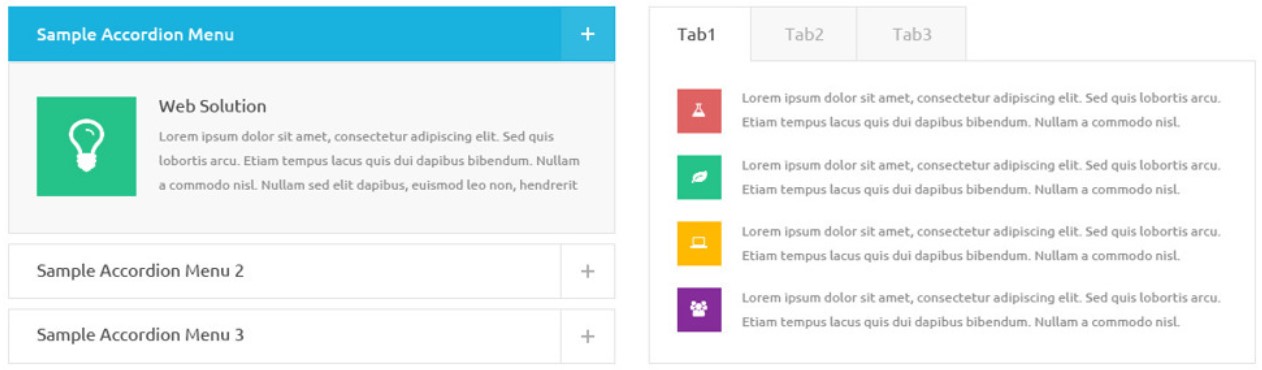 Sample Accordion Menu
Web Solution
Lorem ipsum dolor sit amet, consectetur adipiscing elit. Sed quis
lobortis arcu. Etiam tempus lacus quis dui dapibus bibendum. Nullam
a commodo nisl. Nullam sed elit dapibus, euismod leo non, hendrerit
Sample Accordion Menu 2
Sample Accordion Menu 3
Tab1 Tab2 Tab3
Lorem ipsum dolor sit amet, consectetur adipiscing elit. Sed quis lobortis arcu.
Etiam tempus lacus quis dui dapibus bibendum. Nullam a commodo nisl.
Lorem ipsum dolor sit amet, consectetur adipiscing elit. Sed quis lobortis arcu.
Etiam tempus lacus quis dui dapibus bibendum. Nullam a commodo nisl.
Lorem ipsum dolor sit amet, consectetur adipiscing elit. Sed quis lobortis arcu.
Etiam tempus lacus quis dui dapibus bibendum. Nullam a commodo nisl.
Lorem ipsum dolor sit amet, consectetur adipiscing elit. Sed quis lobortis arcu.
Etiam tempus lacus quis dui dapibus bibendum. Nullam a commodo nisl.